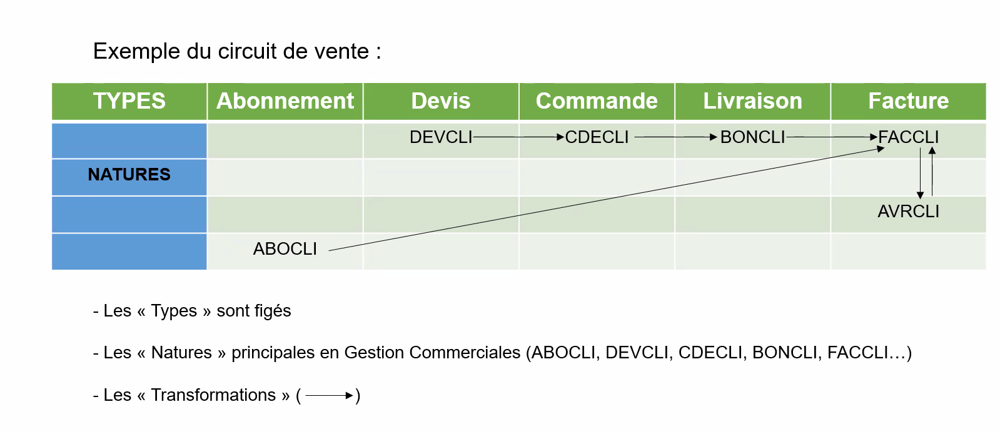 Exemple du circuit de vente :
TYPES Abonnement Devis Commande Livraison Facture
DEVCLI CDECLI BONCLI FACCLI
NATURES
AVRCLI
ABOCLI
- Les « Types » sont figés
- Les « Natures » principales en Gestion Commerciales (ABOCLI, DEVCLI, CDECLI, BONCLI, FACCLI…)
- Les « Transformations » ( )